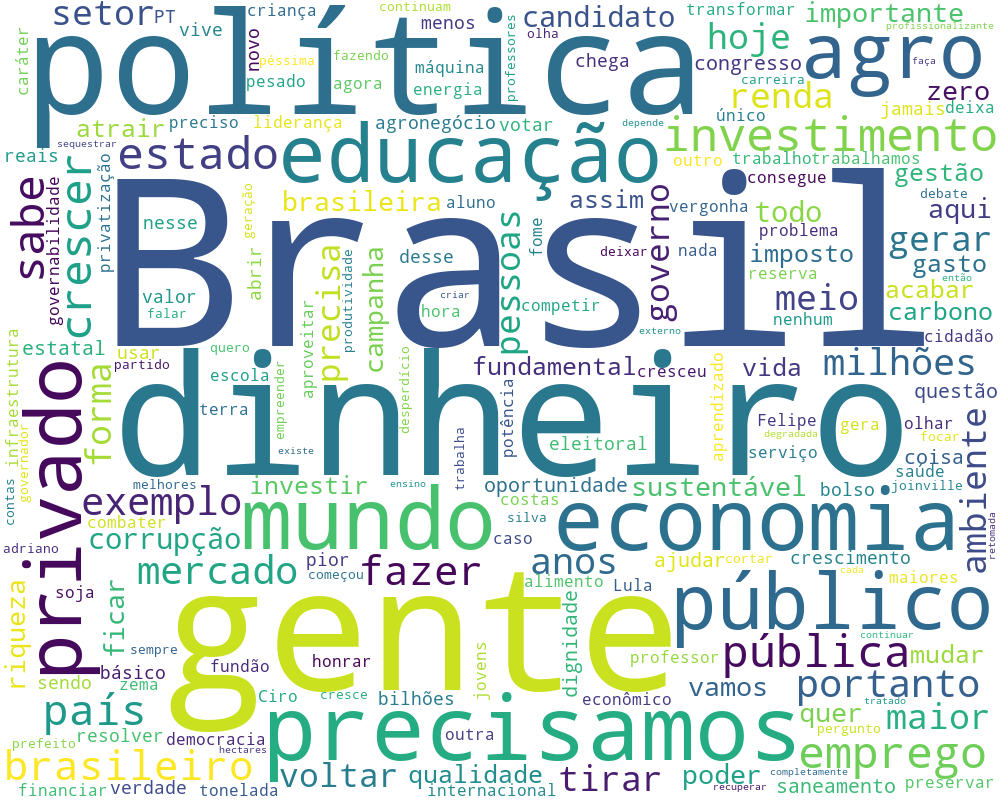 setor PT criança continuam menos candidato transformar importante
caráter vive novo olha profissionalizante
política péssima fazendo professores hoje agro
pesado agora máquina energia chega congresso carreira faça
renda zero
sequestrar atrair preciso liderança agronegócio votar depende único jamais deixa
reais estado educação investimento
outro trabalhotrabalhamos gestão
sabe governabilidade crescer privatização brasileira aluno assim vergonha consegue debate aqui
geração nesse fome governo todo
Brasil
abrir desse pessoas deixar nada problema imposto gerar
valor precisa produtividade criar reserva gasto então
falar campanha hora competir meio acabar
nenhum carbono
estatal usar quero externo cidadão
infraestrutura partido escola aproveitar fundamental cresceu vida milhões
privado forma terra empreender desperdício potência aprendizado questão
dinheiro
Felipe gera olhar focar
existe trabalha eleitoral degradada
contas governador serviço coisa ambiente
melhores investir ensino oportunidade sustentável saúde
exemplo costas bolso joinville
combater mundo silva economia retomada
adriano corrupção caso
mercado pior fazer anos ajudar cortar crescimento
soja começou alimento Lula cada maiores
riqueza ficar gente público
sempre dignidade continuar
básico fundão honrar jovens professor pública mudar
sendo zema Ciro cresce bilhões econômico vamos portanto
país precisamos quer tratado maior
resolver democracia outra pergunto
prefeito hectares emprego
brasileiro voltar qualidade tirar poder completamente
financiar verdade tonelada internacional recuperar saneamento preservar